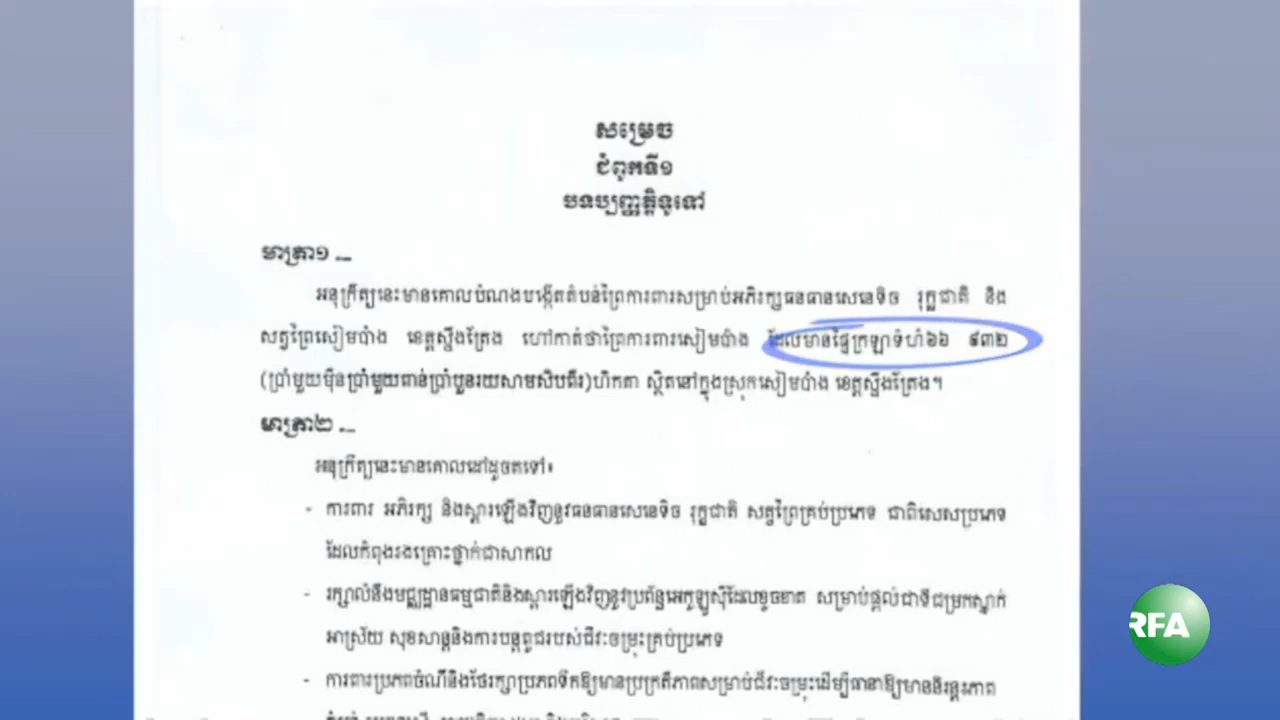 សម្រេច
ជំពូកទី១
បទប្បញ្ញត្តិទូទៅ
មាត្រា១ ._
អនុក្រឹត្យនេះមានគោលបំណងបង្កើតតំបន់ព្រៃការពារសម្រាប់អភិរក្សធនធានសេនេទិច រុក្ខជាតិ និង
សត្វព្រៃសៀមប៉ាង ខេត្តស្ទឹងត្រែង ហៅកាត់ថាព្រៃការពារសៀមប៉ាង ដែលមានផ្ទៃក្រឡាទំហំ៦៦ ៩៣២
(ប្រាំមួយម៉ឺនប្រាំមួយពាន់ប្រាំបួនរយសាមសិបពីរ)ហិកតា ស្ថិតនៅក្នុងស្រុកសៀមប៉ាង ខេត្តស្ទឹងត្រែង។
មាត្រា២ ._
អនុក្រឹត្យនេះមានគោលដៅដូចតទៅ៖
- ការពារ អភិរក្ស និងស្តារឡើងវិញនូវធនធានសេនេទិច រុក្ខជាតិ សត្វព្រៃគ្រប់ប្រភេទ ជាពិសេសប្រភេទ
ដែលកំពុងរងគ្រោះថ្នាក់ជាសាកល
- រក្សាលំនឹងមជ្ឈដ្ឋានធម្មជាតិនិងស្តារឡើងវិញនូវប្រព័ន្ធអេកូឡូស៊ីដែលខូចខាត សម្រាប់ផ្តល់ជាទីជម្រកស្នាក់
អាស្រ័យ សុខសាន្តនិងការបន្តពូជរបស់ជីវៈចម្រុះគ្រប់ប្រភេទ
- ការពារប្រភពចំណីនិងថែរក្សាប្រភពទឹកឱ្យមានប្រក្រតីភាពសម្រាប់ជីវៈចម្រុះដើម្បីធានាឱ្យមាននិរន្តរភាព
RFA